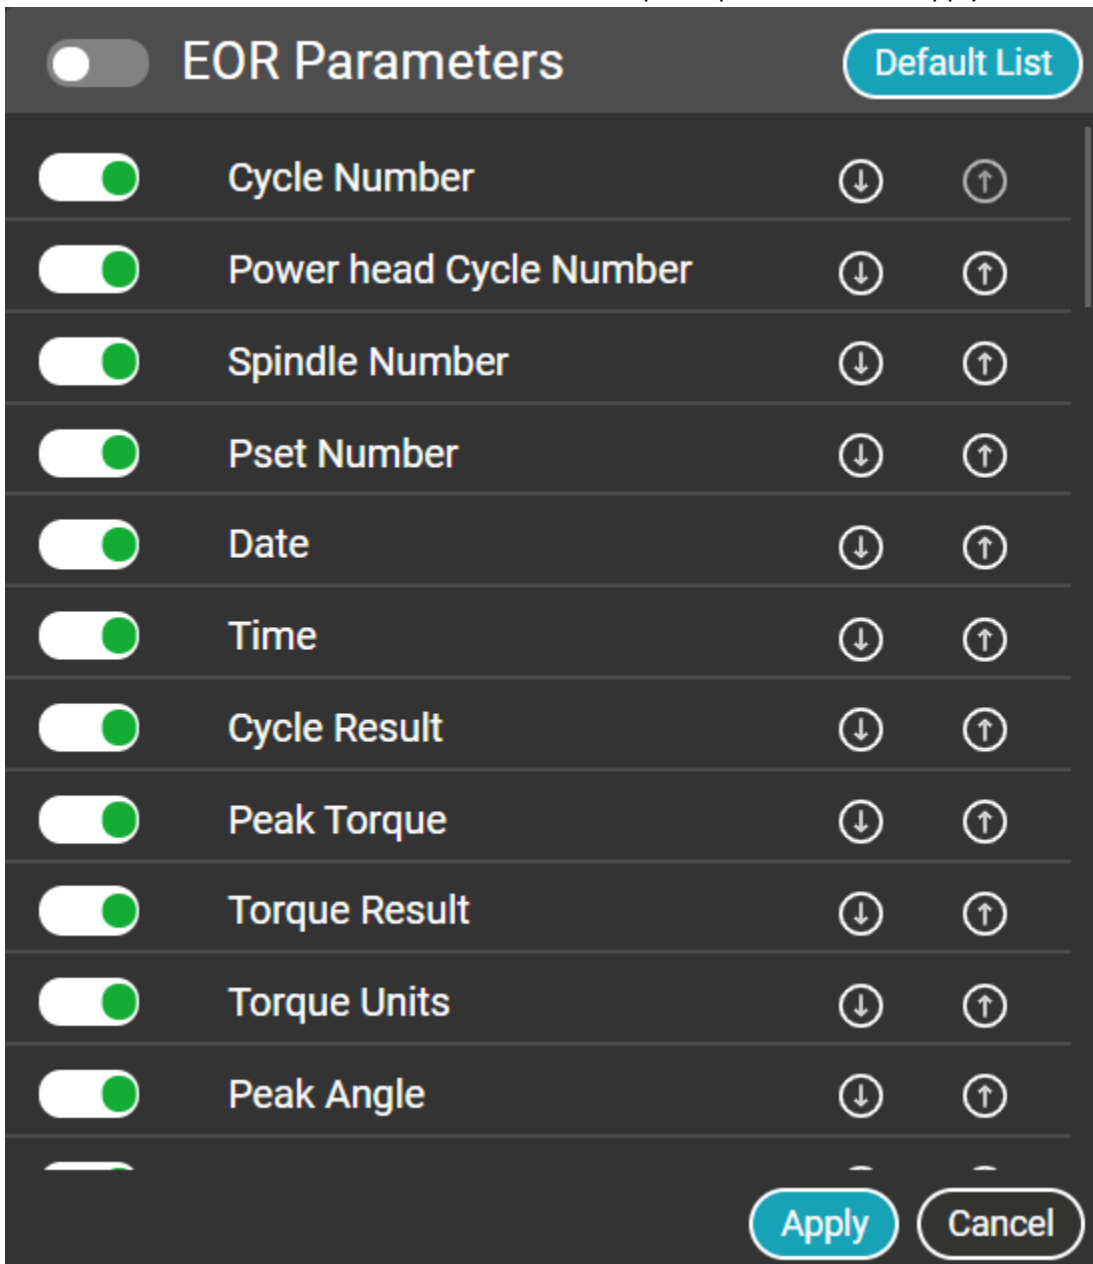 EOR Parameters
Default List
Cycle Number
Power head Cycle Number
Spindle Number
Pset Number
Date
Time
Cycle Result
Peak Torque
Torque Result
Torque Units
Peak Angle
Apply
Cancel